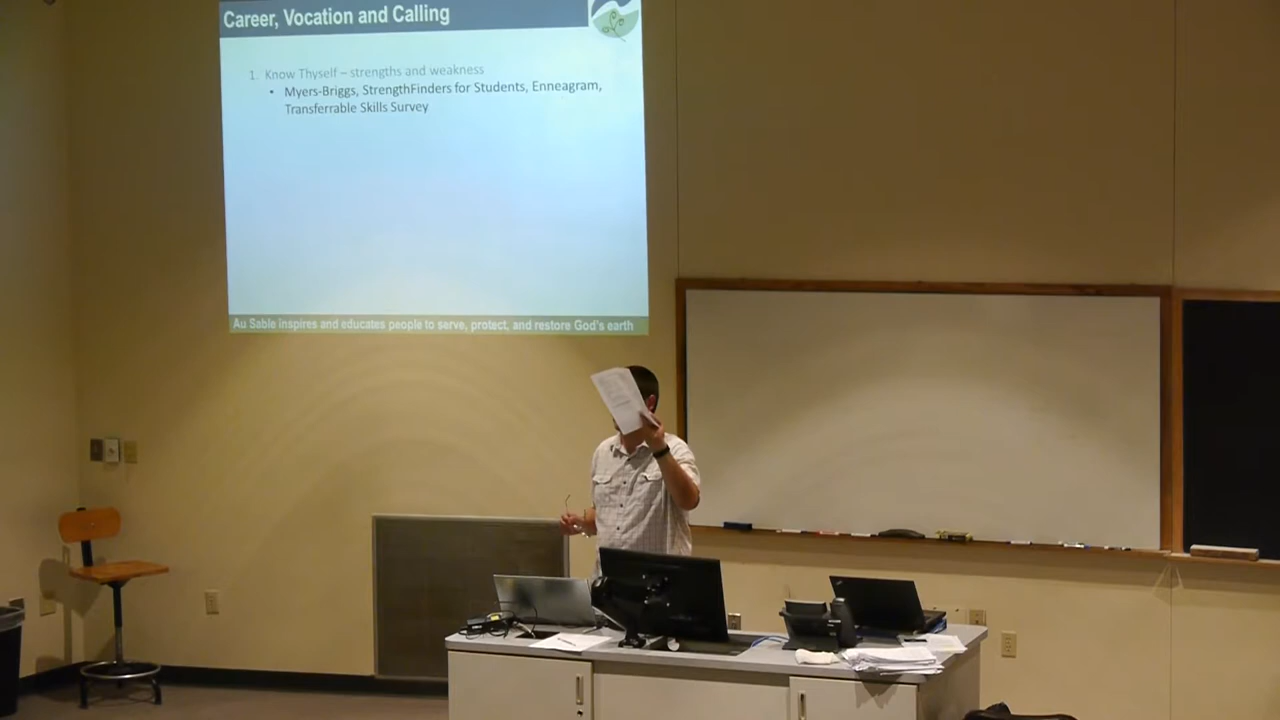 Career, Vocation and Calling
1. Know Thyself – strengths and weakness
• Myers-Briggs, StrengthFinders for Students, Enneagram,
Transferrable Skills Survey
Au Sable inspires and educates people to serve, protect, and restore God's earth